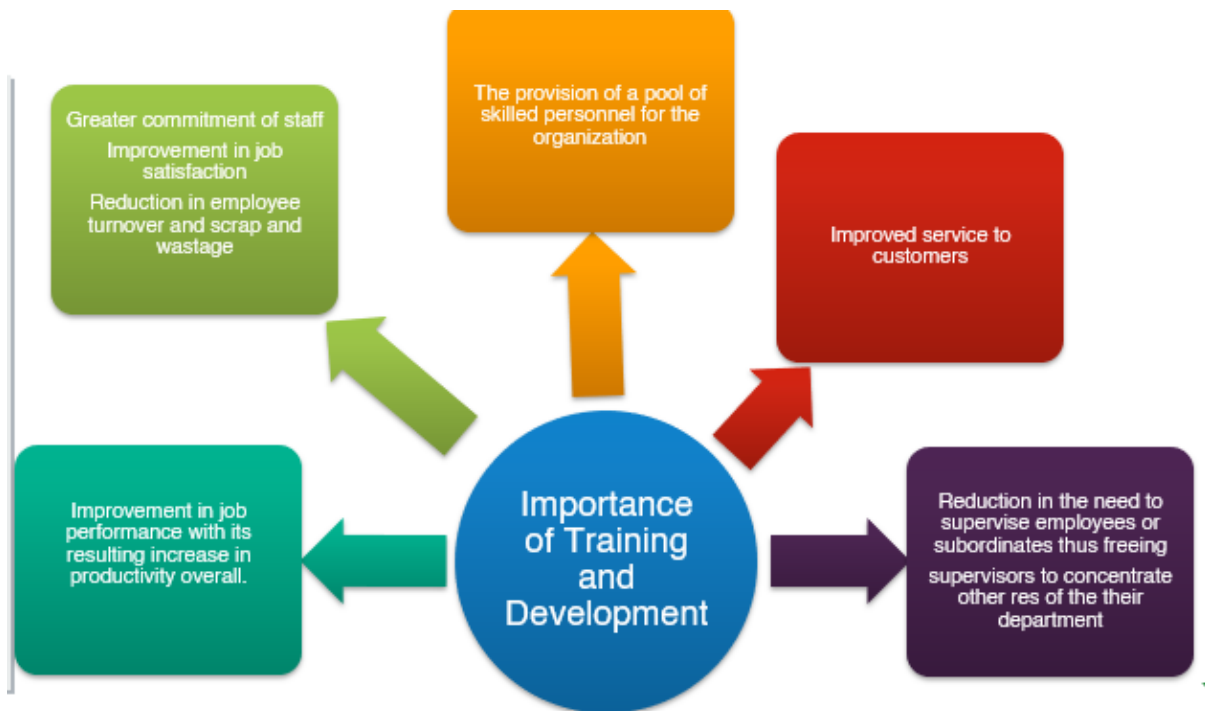 Greater commitment of staff
Improvement in job
satisfaction
Reduction in employee
turnover and scrap and
wastage
The provision of a pool of
skilled personnel for the
organization
Improved service to
customers
Improvement in job
performance with its
resulting increase in
productivity overall.
Importance
of Training
and
Development
Reduction in the need to
supervise employees or
subordinates thus freeing
supervisors to concentrate
other res of the their
department